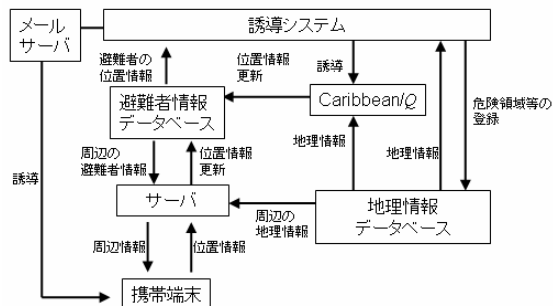 メール
サーバ
誘導システム
避難者の
位置情報
位置情報
更新
誘導
避難者情報
データベース
Caribbean/Q
危険領域等の
登録
地理情報
地理情報
周辺の
避難者情報
位置情報
更新
誘導
サーバ
周辺の
地理情報
地理情報
データベース
周辺情報
位置情報
携帯端末